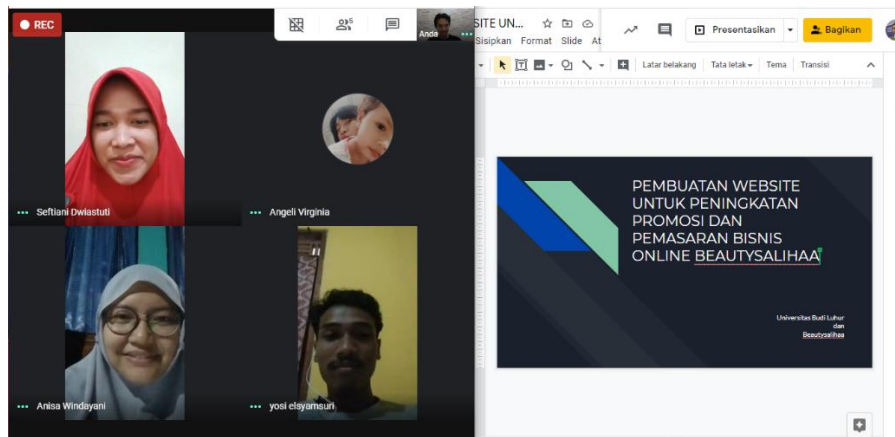 REC
5
Anda
Seftiani Dwiastuti
Angeli Virginia
Anisa Windayani
yosi elsyamsuri
SITE UN...
Sisipkan Format Slide At
Presentasikan
Bagikan
Latar belakang Tata letak Tema Transisi
PEMBUATAN WEBSITE
UNTUK PENINGKATAN
PROMOSI DAN
PEMASARAN BISNIS
ONLINE BEAUTYSALIHAA
Universitas Budi Luhur
dan
Beautysalihaa